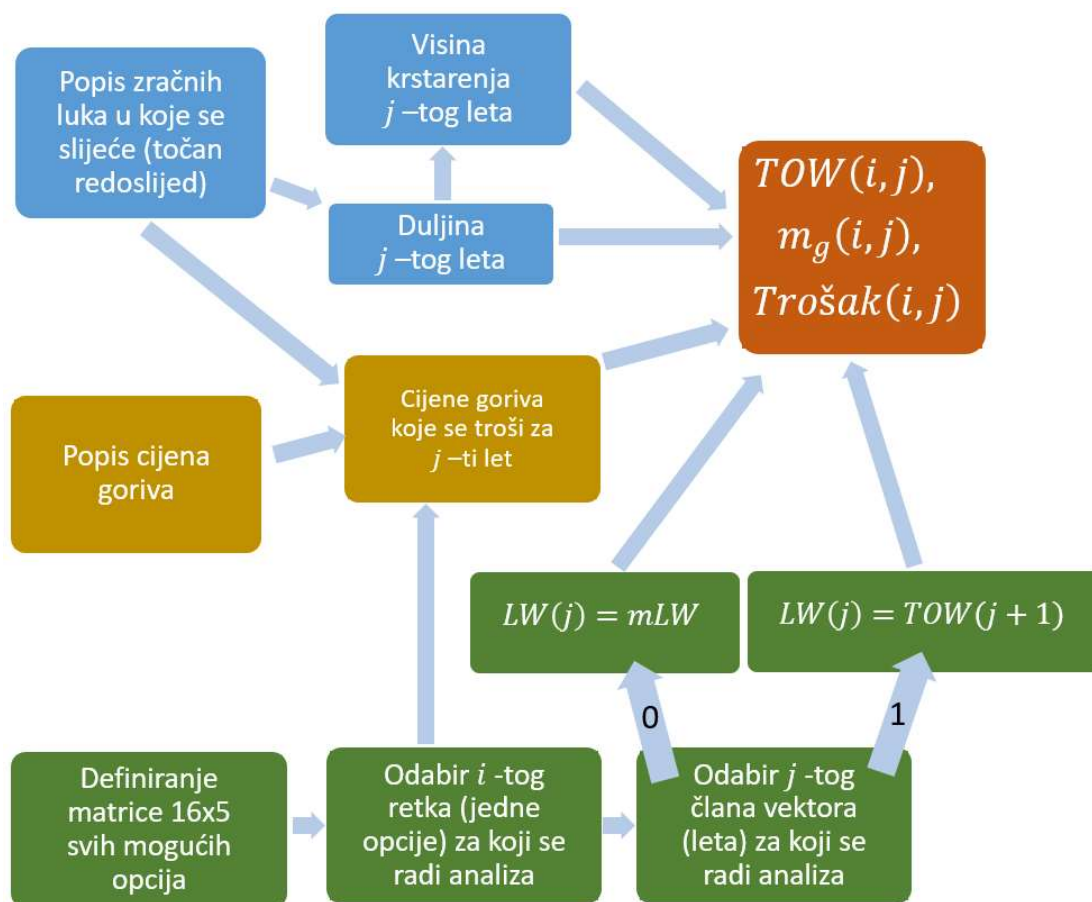 Popis zračnih
luka u koje se
slijeće (točan
redoslijed)
Visina
krstarenja
j –tog leta
Duljina
j –tog leta
TOW(i, j),
m_g(i, j),
Trošak(i, j)
Popis cijena
goriva
Cijene goriva
koje se troši za
j –ti let
LW(j) = mLW
LW(j) = TOW(j + 1)
0
1
Definiranje
matrice 16x5
svih mogućih
opcija
Odabir i -tog
retka (jedne
opcije) za koji se
radi analiza
Odabir j -tog
člana vektora
(leta) za koji se
radi analiza